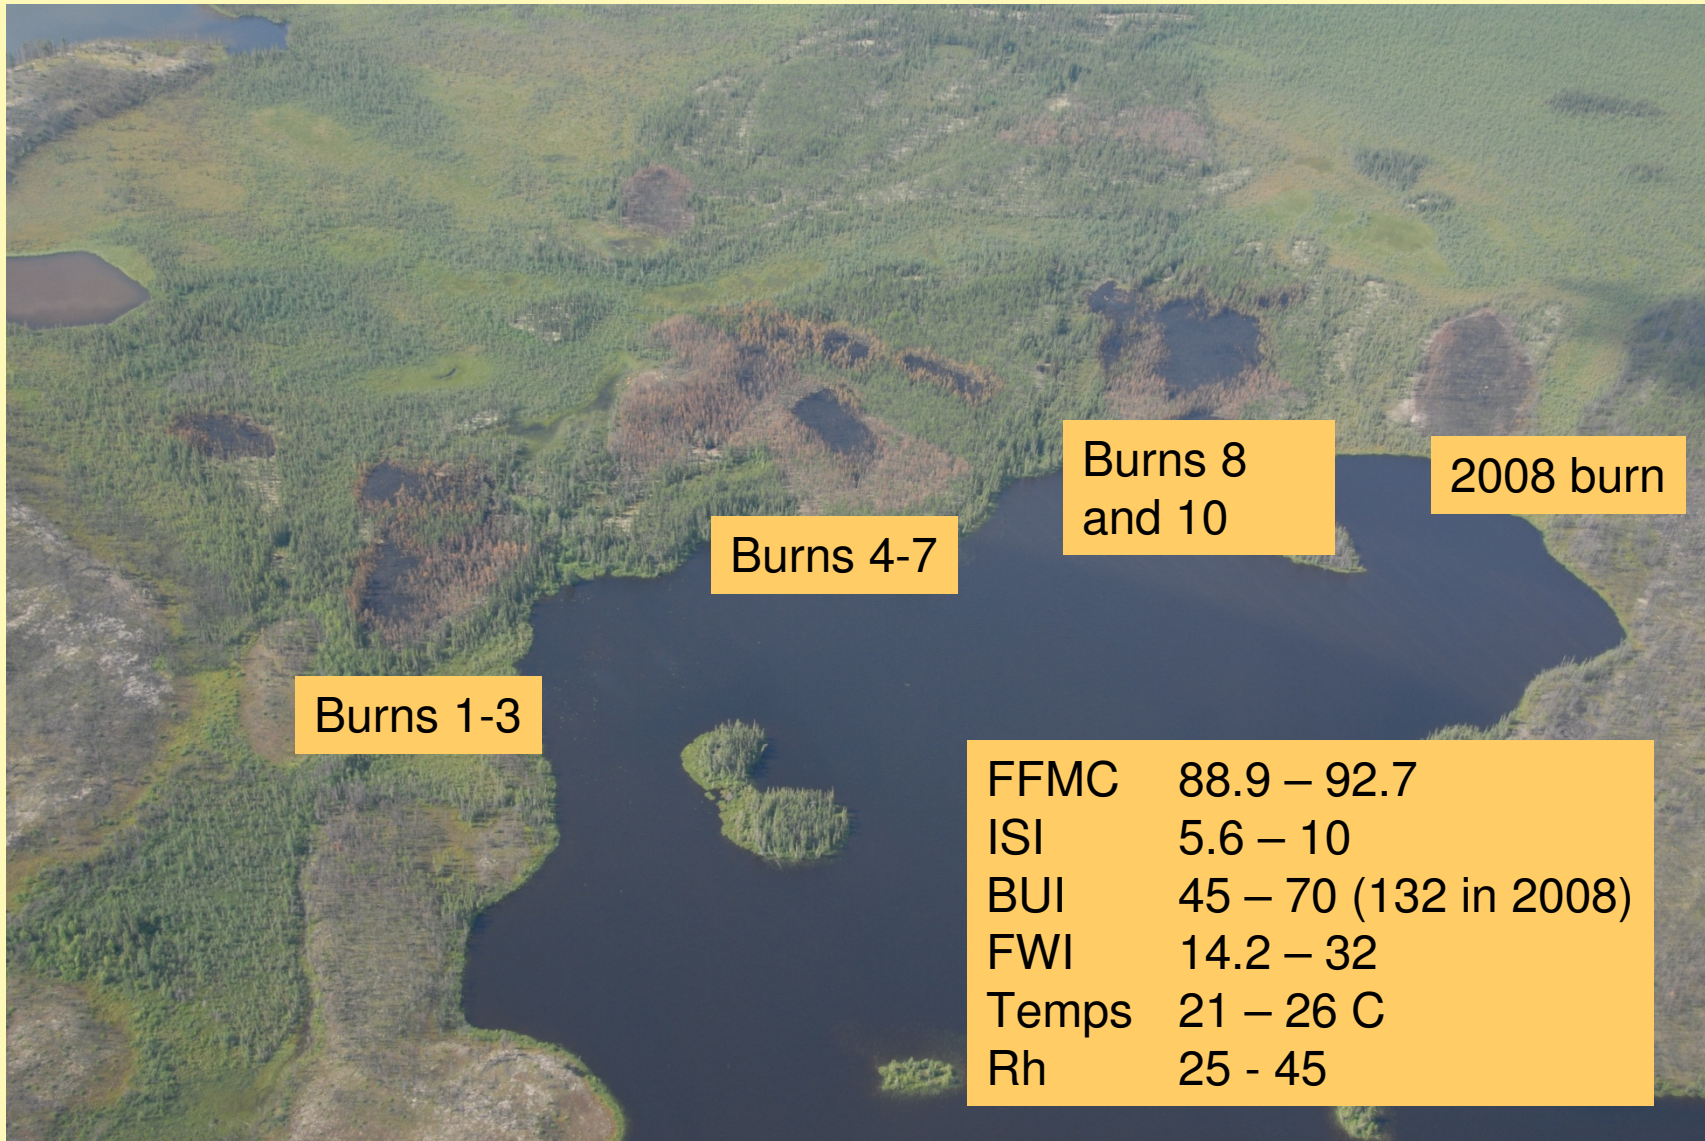 Burns 8
and 10
2008 burn
Burns 4-7
Burns 1-3
FFMC 88.9 – 92.7
ISI 5.6 – 10
BUI 45 – 70 (132 in 2008)
FWI 14.2 – 32
Temps 21 – 26 C
Rh 25 - 45